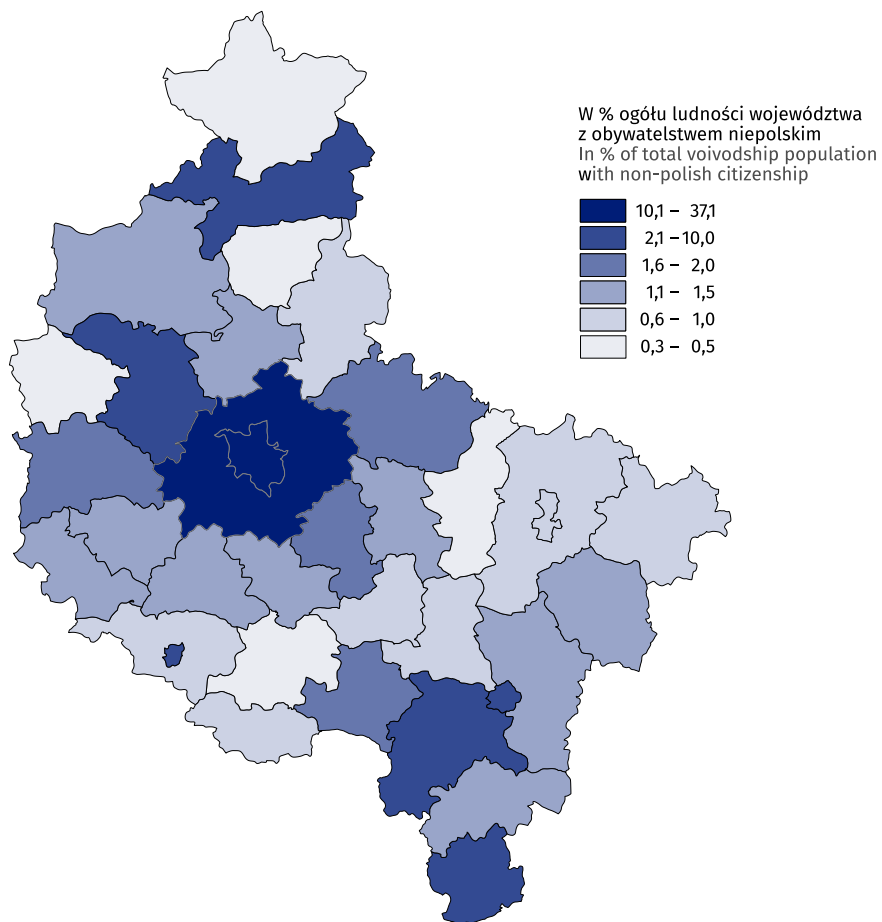 W % ogółu ludności województwa
z obywatelstwem niepolskim
In % of total voivodship population
with non-polish citizenship
10,1 – 37,1
2,1 – 10,0
1,6 – 2,0
1,1 – 1,5
0,6 – 1,0
0,3 – 0,5